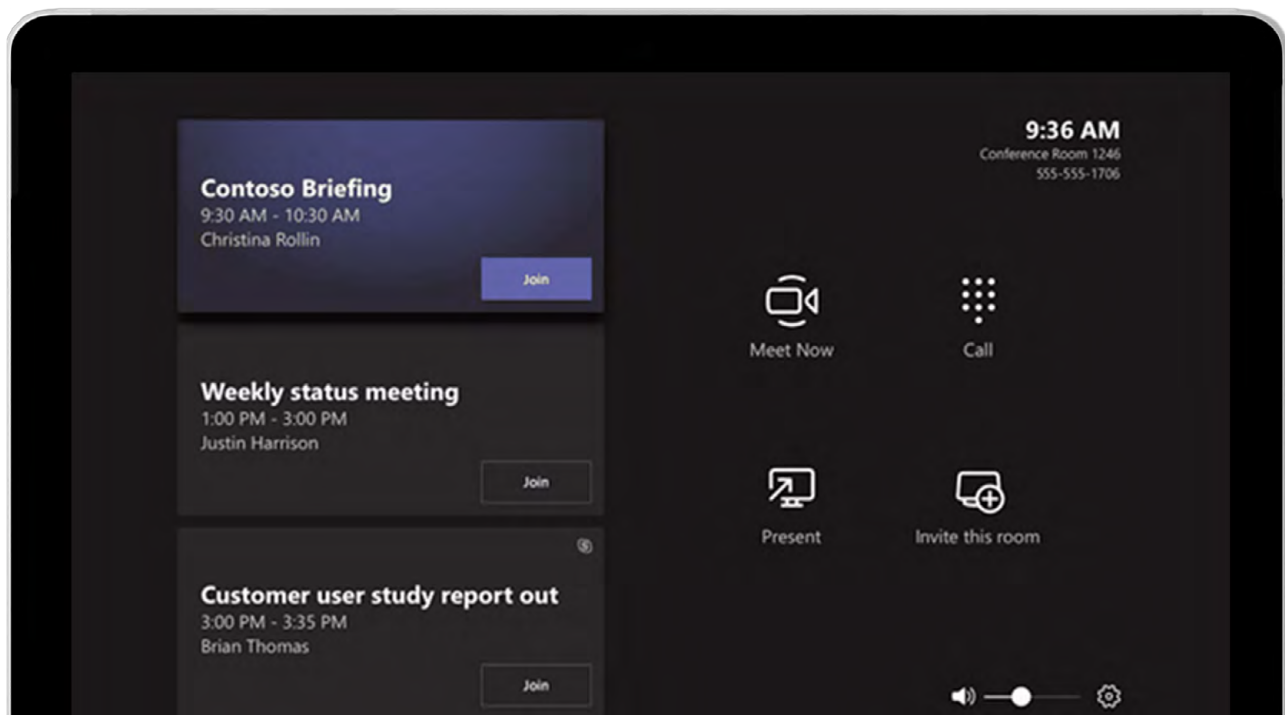 Contoso Briefing
9:30 AM - 10:30 AM
Christina Rollin
Join
Weekly status meeting
1:00 PM - 3:00 PM
Justin Harrison
Join
Customer user study report out
3:00 PM - 3:35 PM
Brian Thomas
Join
9:36 AM
Conference Room 1246
555-555-1706
Meet Now
Call
Present
Invite this room